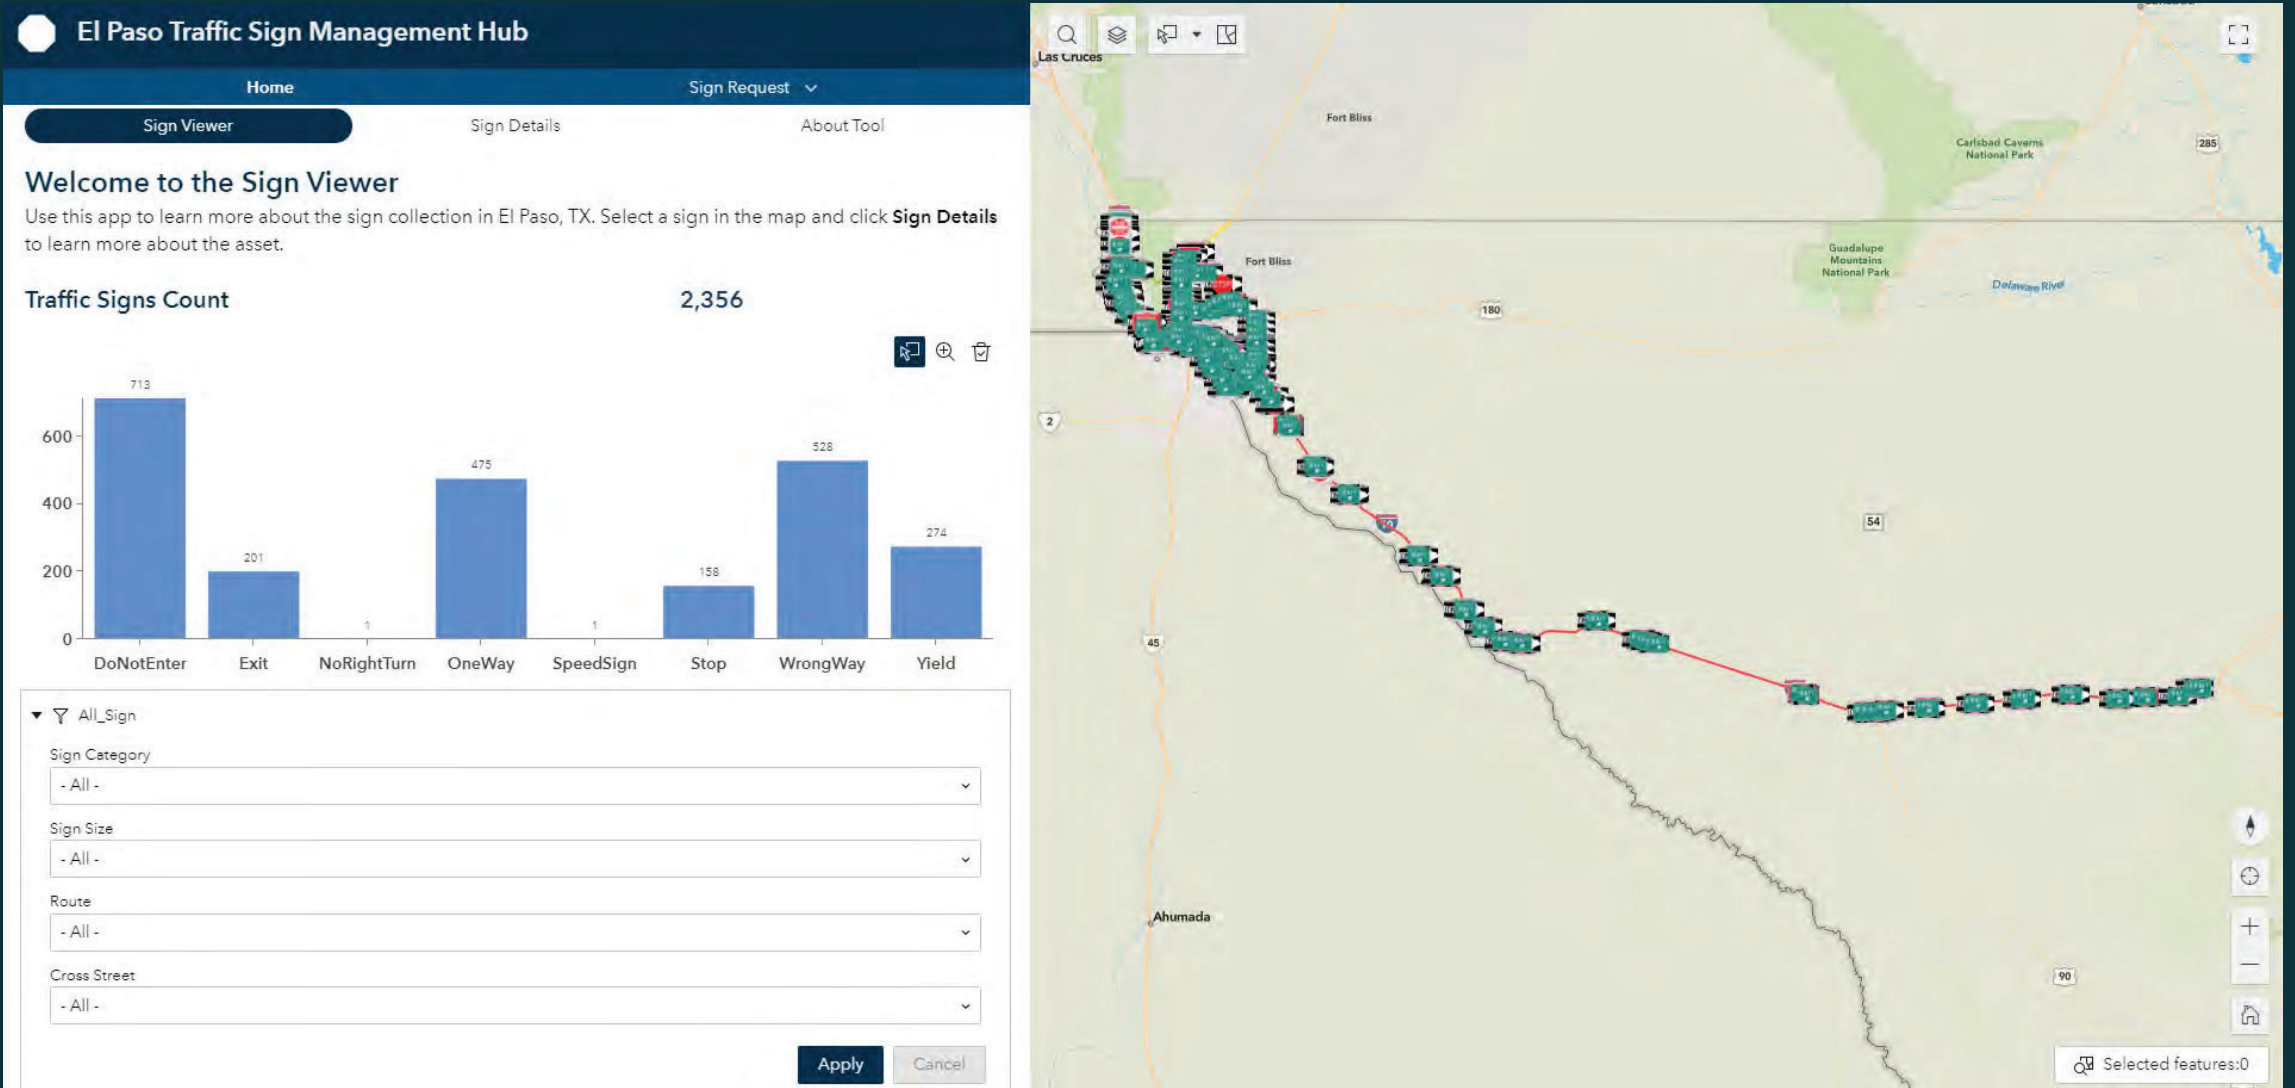 El Paso Traffic Sign Management Hub
Home
Sign Request
Sign Viewer
Sign Details
About Tool
Welcome to the Sign Viewer
Use this app to learn more about the sign collection in El Paso, TX. Select a sign in the map and click Sign Details
to learn more about the asset.
Traffic Signs Count
2,356
713
201
1
475
1
158
528
274
600
400
200
0
DoNotEnter
Exit
NoRightTurn
OneWay
SpeedSign
Stop
WrongWay
Yield
All_Sign
Sign Category
- All -
Sign Size
- All -
Route
- All -
Cross Street
- All -
Apply
Cancel
Las Cruces
Fort Bliss
Carlsbad Caverns
National Park
285
Fort Bliss
Guadalupe
Mountains
National Park
Delaware River
180
2
54
45
Ahumada
90
Selected features:0